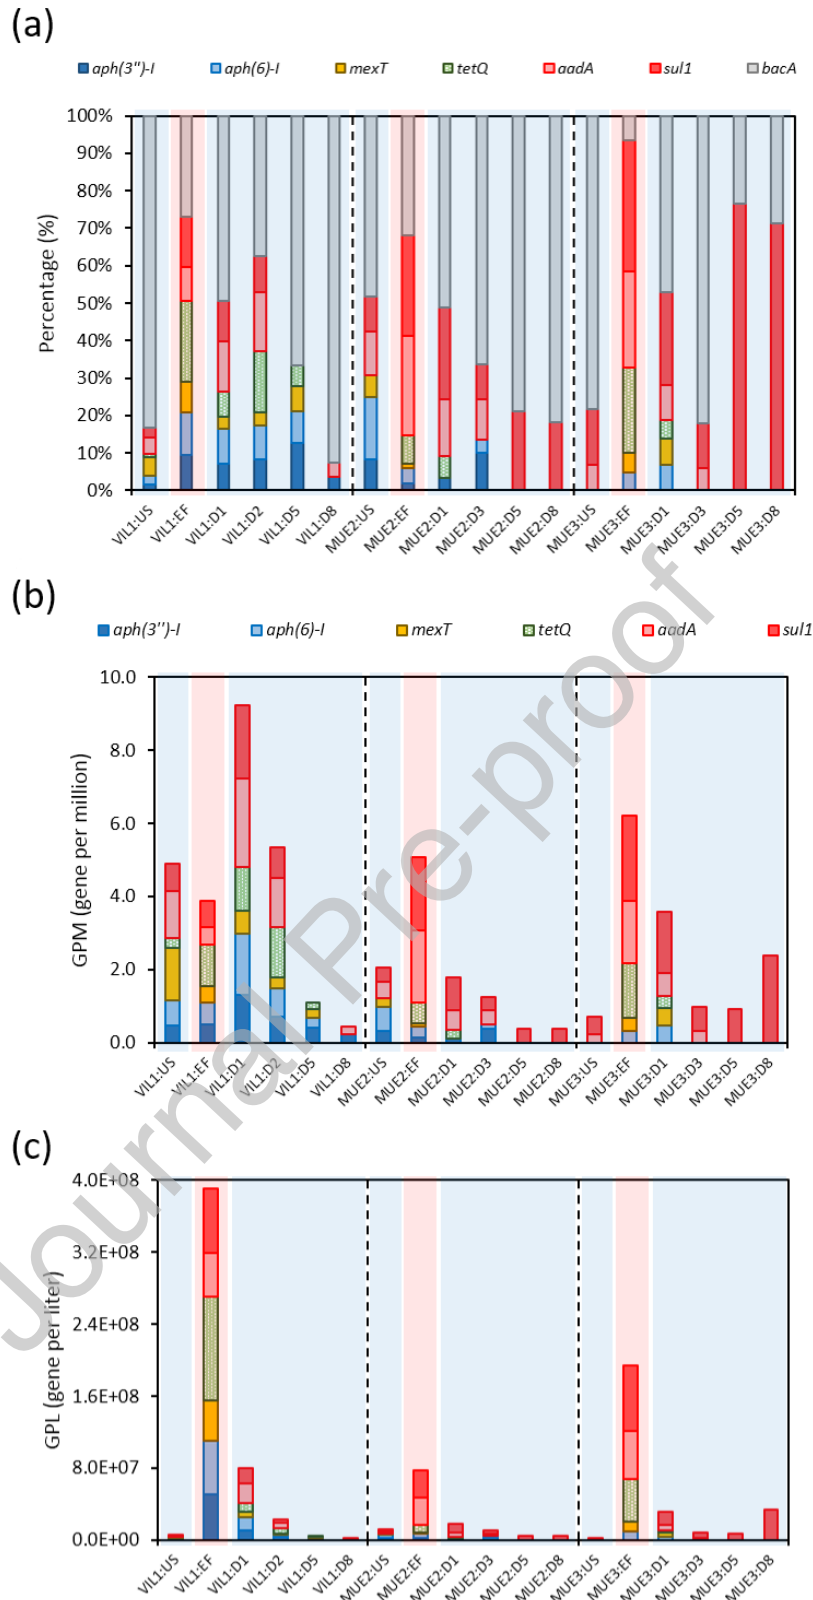 (a)
aph(3'')-I aph(6)-I mexT tetQ aadA sul1 bacA
100%
90%
80%
70%
60%
50%
40%
30%
20%
10%
0%
Percentage (%)
VIL1:US VIL1:EF VIL1:D1 VIL1:D2 VIL1:D5 VIL1:D8 MUE2:US MUE2:EF MUE2:D1 MUE2:D3 MUE2:D5 MUE2:D8 MUE3:US MUE3:EF MUE3:D1 MUE3:D3 MUE3:D5 MUE3:D8
(b)
aph(3'')-I aph(6)-I mexT tetQ aadA sul1
10.0
8.0
6.0
4.0
2.0
0.0
GPM (gene per million)
VIL1:US VIL1:EF VIL1:D1 VIL1:D2 VIL1:D5 VIL1:D8 MUE2:US MUE2:EF MUE2:D1 MUE2:D3 MUE2:D5 MUE2:D8 MUE3:US MUE3:EF MUE3:D1 MUE3:D3 MUE3:D5 MUE3:D8
(c)
4.0E+08
3.2E+08
2.4E+08
1.6E+08
8.0E+07
0.0E+00
GPL (gene per liter)
VIL1:US VIL1:EF VIL1:D1 VIL1:D2 VIL1:D5 VIL1:D8 MUE2:US MUE2:EF MUE2:D1 MUE2:D3 MUE2:D5 MUE2:D8 MUE3:US MUE3:EF MUE3:D1 MUE3:D3 MUE3:D5 MUE3:D8
Journal Pre-proof